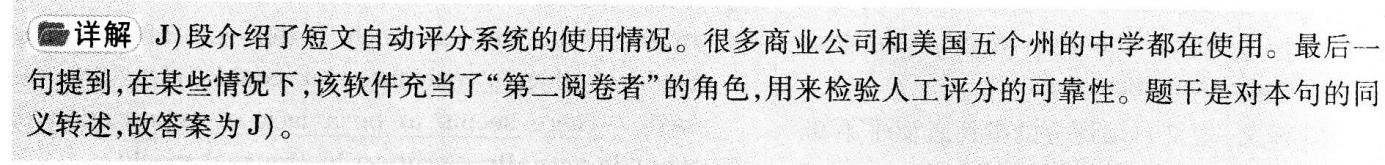 详解 J)段介绍了短文自动评分系统的使用情况。很多商业公司和美国五个州的中学都在使用。最后一
句提到,在某些情况下,该软件充当了“第二阅卷者”的角色,用来检验人工评分的可靠性。题干是对本句的同
义转述,故答案为 J)。